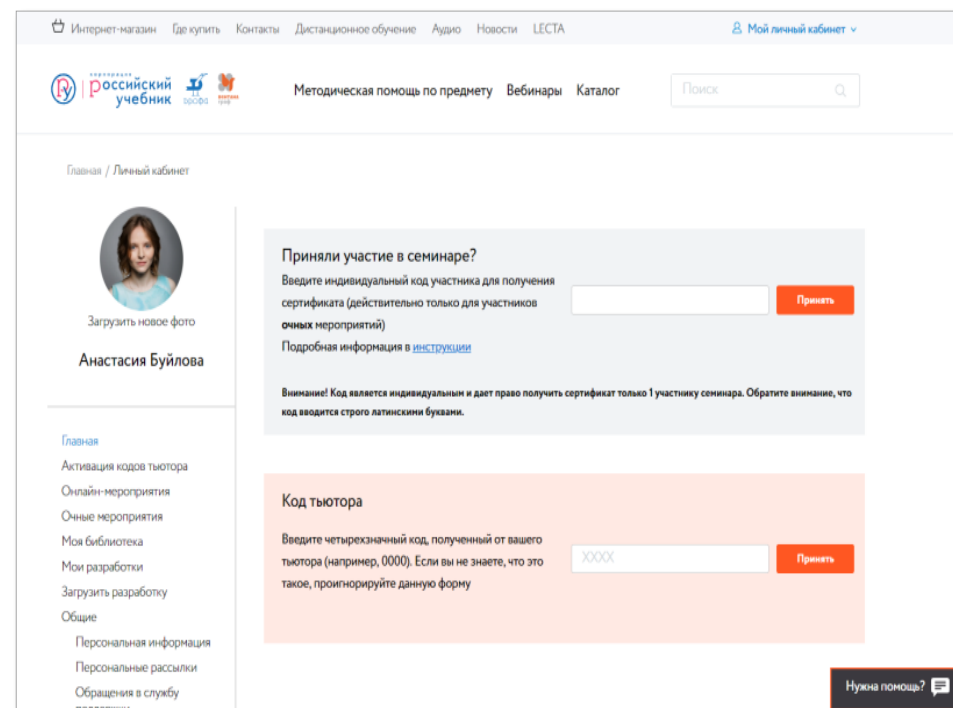 Интернет-магазин Где купить Контакты Дистанционное обучение Аудио Новости LECTA Мой личный кабинет
корпорация
российский
учебник
дрофа
вентана
граф
Методическая помощь по предмету Вебинары Каталог Поиск
Главная / Личный кабинет
Загрузить новое фото
Анастасия Буйлова
Главная
Активация кодов тьютора
Онлайн-мероприятия
Очные мероприятия
Моя библиотека
Мои разработки
Загрузить разработку
Общие
Персональная информация
Персональные рассылки
Обращения в службу
Приняли участие в семинаре?
Введите индивидуальный код участника для получения
сертификата (действительно только для участников
очных мероприятий)
Подробная информация в инструкции
Принять
Внимание! Код является индивидуальным и дает право получить сертификат только 1 участнику семинара. Обратите внимание, что
код вводится строго латинскими буквами.
Код тьютора
Введите четырехзначный код, полученный от вашего
тьютора (например, 0000). Если вы не знаете, что это
такое, проигнорируйте данную форму
XXXX
Принять
Нужна помощь?